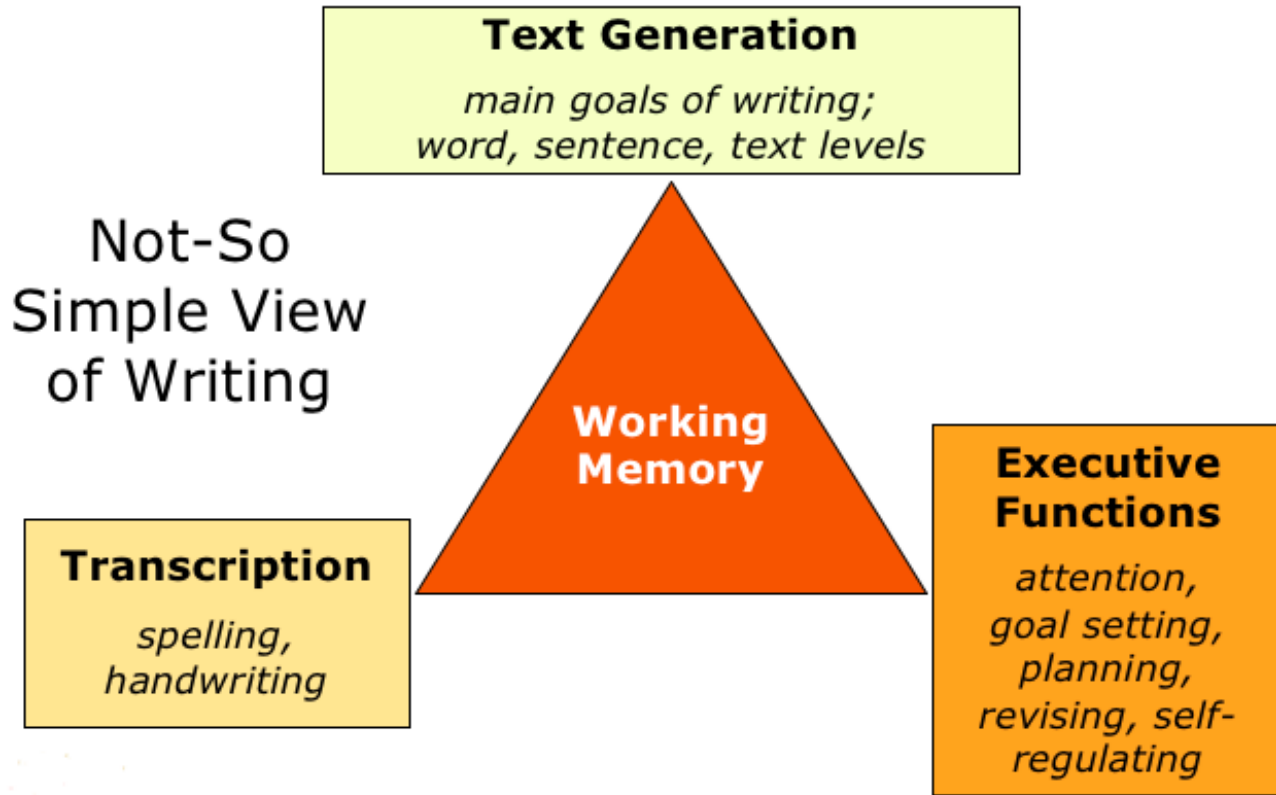 Text Generation
main goals of writing;
word, sentence, text levels
Not-So
Simple View
of Writing
Working
Memory
Transcription
spelling,
handwriting
Executive
Functions
attention,
goal setting,
planning,
revising, self-
regulating